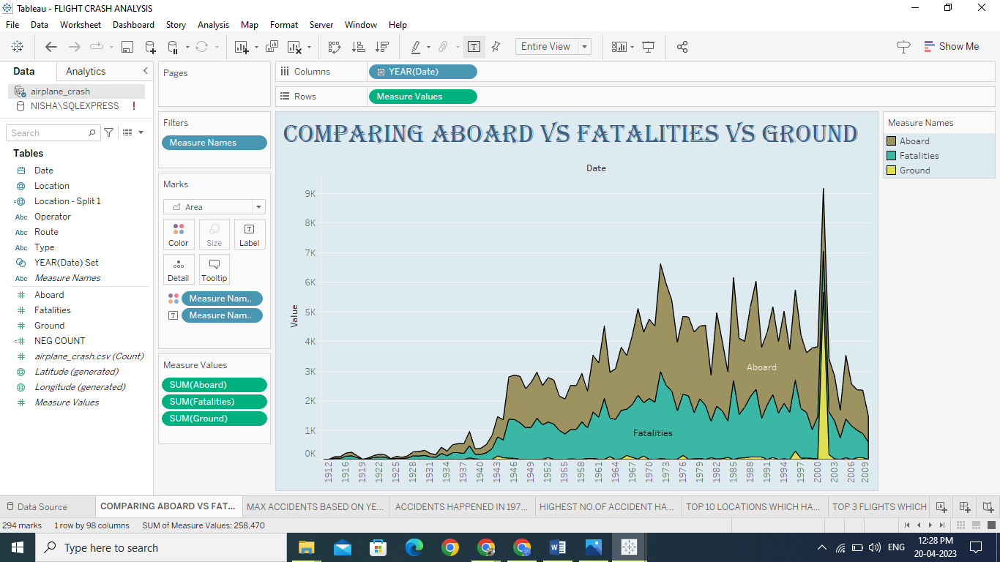 Tableau - FLIGHT CRASH ANALYSIS
File Data Worksheet Dashboard Story Analysis Map Format Server Window Help
Entire View
Show Me
Data Analytics
airplane_crash
NISHA\SQLEXPRESS !
Search
Tables
Date
Location
Location - Split 1
Abc Operator
Abc Route
Abc Type
YEAR(Date) Set
Abc Measure Names
Aboard
Fatalities
Ground
NEG COUNT
airplane_crash.csv (Count)
Latitude (generated)
Longitude (generated)
Measure Values
Pages
Filters
Measure Names
Marks
Area
Color Size Label
Detail Tooltip
Measure Nam..
Measure Nam..
Measure Values
SUM(Aboard)
SUM(Fatalities)
SUM(Ground)
Columns YEAR(Date)
Rows Measure Values
COMPARING ABOARD VS FATALITIES VS GROUND
Date
Value
9K
8K
7K
6K
5K
4K
3K
2K
1K
0K
Aboard
Fatalities
1912 1916 1919 1922 1925 1928 1931 1934 1937 1940 1943 1946 1949 1952 1955 1958 1961 1964 1967 1970 1973 1976 1979 1982 1985 1988 1991 1994 1997 2000 2003 2006 2009
Measure Names
Aboard
Fatalities
Ground
Data Source COMPARING ABOARD VS FAT... MAX ACCIDENTS BASED ON YE... ACCIDENTS HAPPENED IN 197... HIGHEST NO.OF ACCIDENT HA... TOP 10 LOCATIONS WHICH HA... TOP 3 FLIGHTS WHICH
294 marks 1 row by 98 columns SUM of Measure Values: 258,470
Type here to search
ENG
12:28 PM
20-04-2023